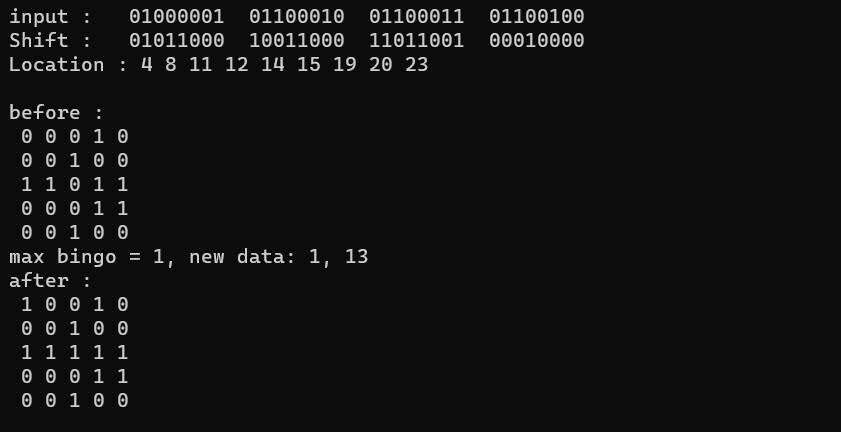 input :   01000001  01100010  01100011  01100100
Shift :   01011000  10011000  11011001  00010000
Location : 4 8 11 12 14 15 19 20 23
before :
0 0 0 1 0
0 0 1 0 0
1 1 0 1 1
0 0 0 1 1
0 0 1 0 0
max bingo = 1, new data: 1, 13
after :
1 0 0 1 0
0 0 1 0 0
1 1 1 1 1
0 0 0 1 1
0 0 1 0 0